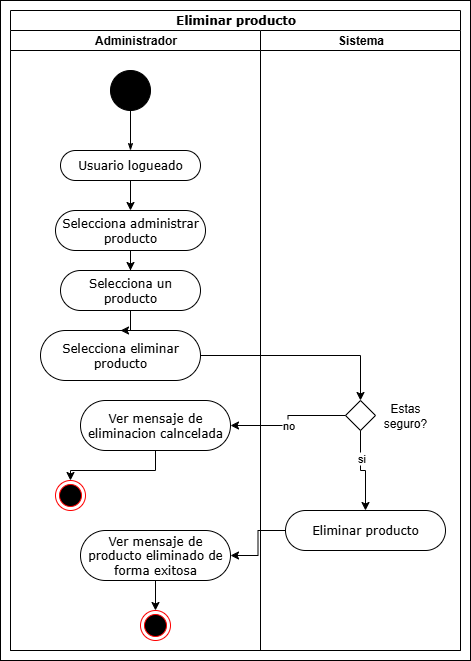 Eliminar producto
Administrador
Sistema
Usuario logueado
Selecciona administrar
producto
Selecciona un
producto
Selecciona eliminar
producto
Estas
seguro?
no
Ver mensaje de
eliminacion calncelada
si
Eliminar producto
Ver mensaje de
producto eliminado de
forma exitosa